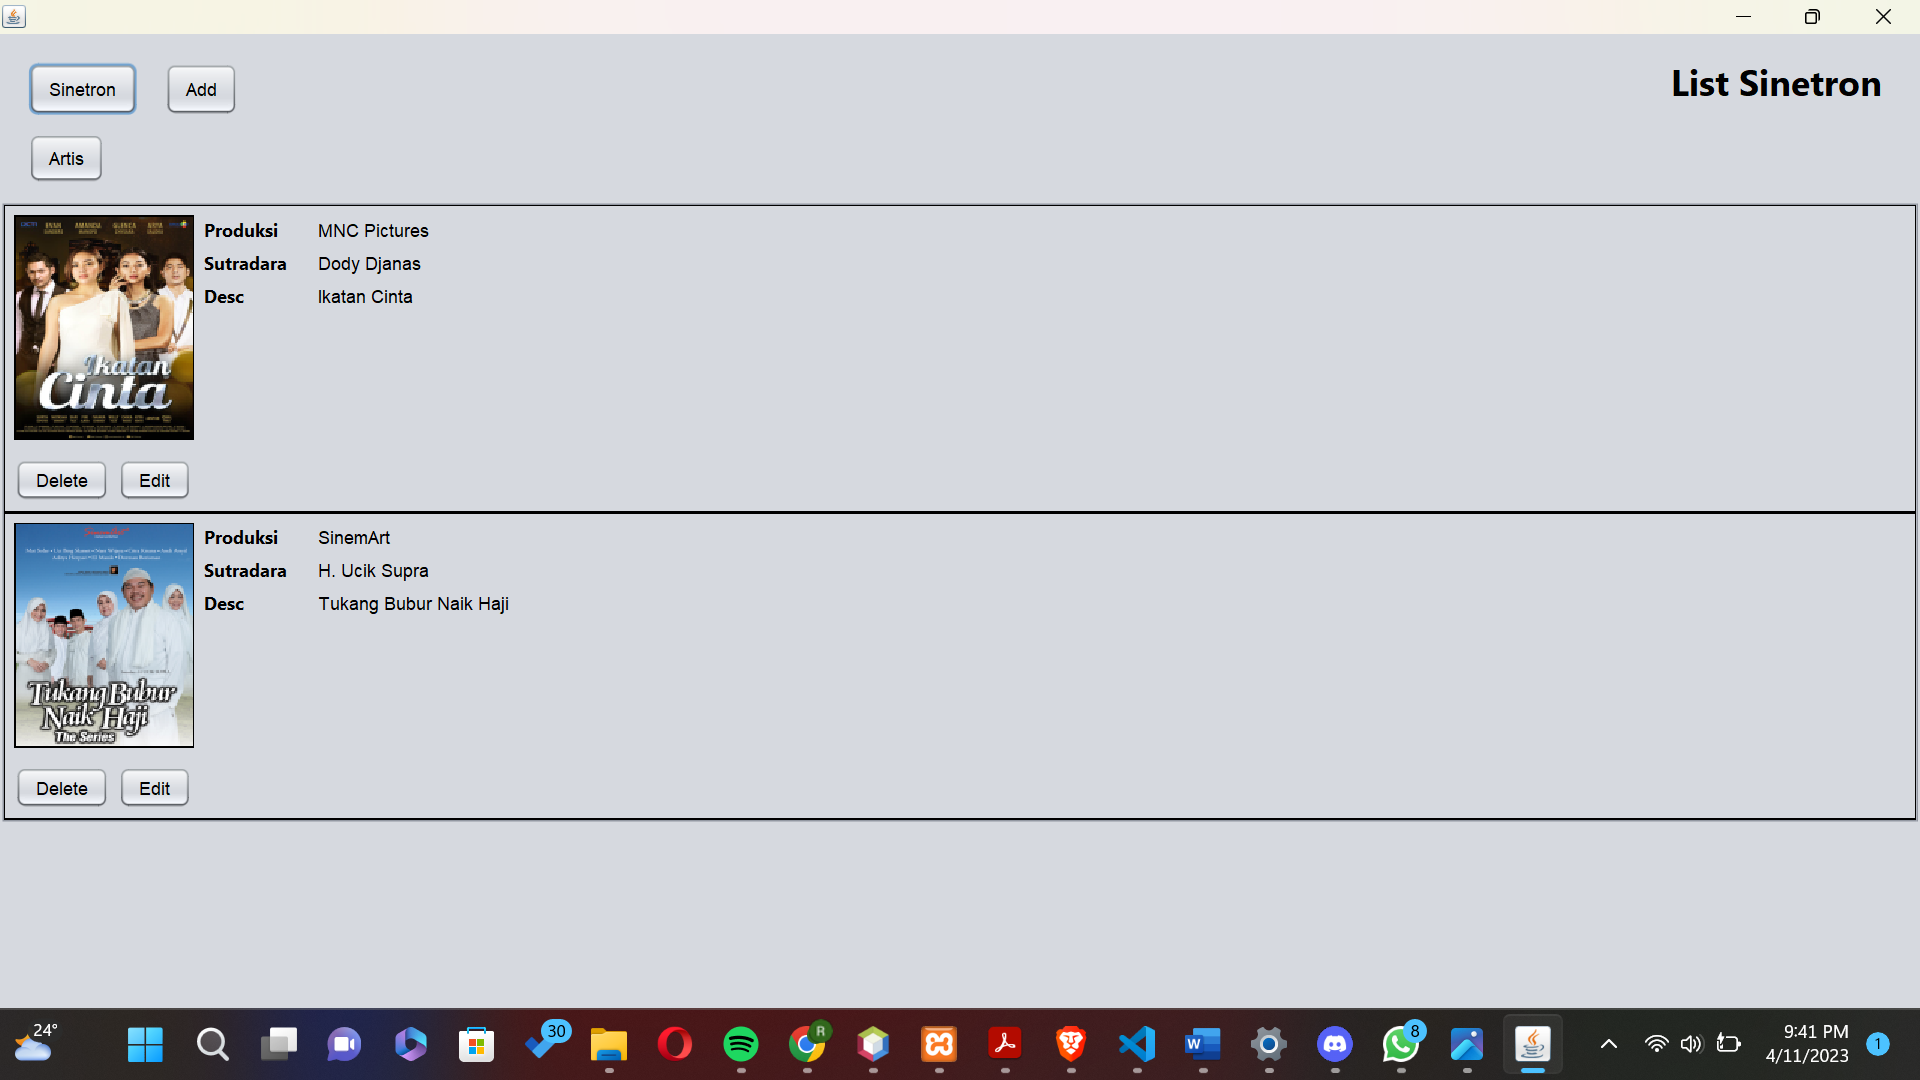 Sinetron
Add
List Sinetron
Artis
Produksi MNC Pictures
Sutradara Dody Djanas
Desc Ikatan Cinta
Ikatan
Cinta
Delete
Edit
Produksi SinemArt
Sutradara H. Ucik Supra
Desc Tukang Bubur Naik Haji
Tukang Bubur
Naik Haji
The Series
Delete
Edit
24°
30
R
8
9:41 PM
4/11/2023
1